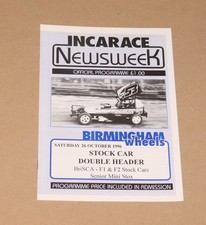 INCARACE
NEWSWEEK
OFFICIAL PROGRAMME £1.00
BIRMINGHAM
Wheels
SATURDAY 26 OCTOBER 1996
STOCK CAR
DOUBLE HEADER
BriSCA - F1 & F2 Stock Cars
Senior Mini Stox
PROGRAMME PRICE INCLUDED IN ADMISSION